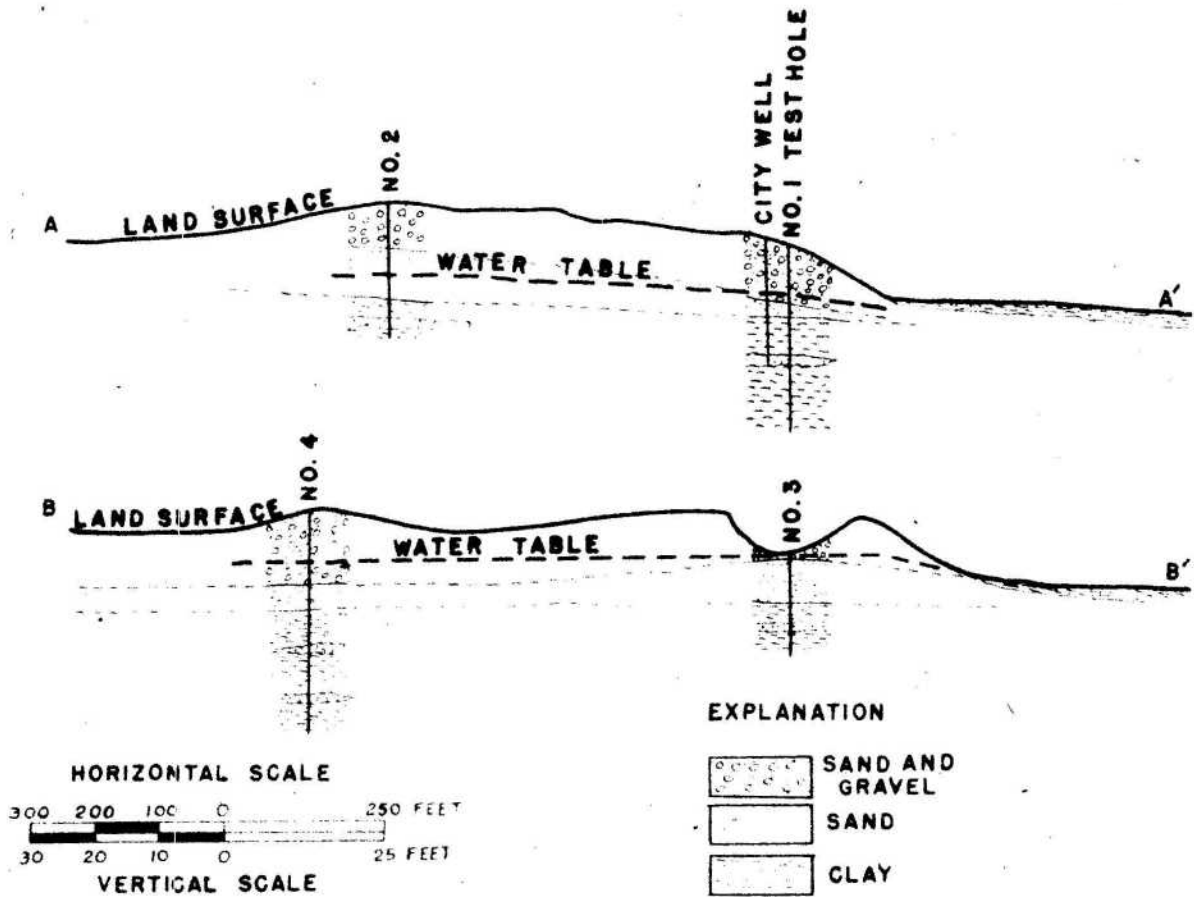 NO. 2
CITY WELL
NO. 1 TEST HOLE
A
LAND SURFACE
WATER TABLE
A′
NO. 4
NO. 3
B
LAND SURFACE
WATER TABLE
B′
EXPLANATION
SAND AND
GRAVEL
SAND
CLAY
HORIZONTAL SCALE
300 200 100 0 250 FEET
30 20 10 0 25 FEET
VERTICAL SCALE